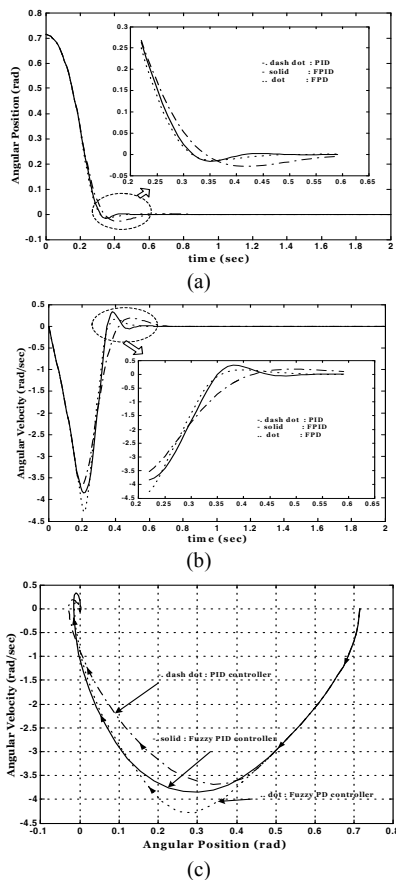 0.8
0.7
0.6
0.5
0.4
0.3
0.2
0.1
0
-0.1
Angular Position (rad)
0.3
0.25
0.2
0.15
0.1
0.05
0
-0.05
0.2 0.25 0.3 0.35 0.4 0.45 0.5 0.55 0.6 0.65
-. dash dot : PID
- solid : FPID
.. dot : FPD
0 0.2 0.4 0.6 0.8 1 1.2 1.4 1.6 1.8 2
time (sec)
(a)
0.5
0
-0.5
-1
-1.5
-2
-2.5
-3
-3.5
-4
-4.5
Angular Velocity (rad/sec)
0.5
0
-0.5
-1
-1.5
-2
-2.5
-3
-3.5
-4
-4.5
0.2 0.25 0.3 0.35 0.4 0.45 0.5 0.55 0.6 0.65
-. dash dot : PID
- solid : FPID
.. dot : FPD
0 0.2 0.4 0.6 0.8 1 1.2 1.4 1.6 1.8 2
time (sec)
(b)
0.5
0
-0.5
-1
-1.5
-2
-2.5
-3
-3.5
-4
-4.5
-5
Angular Velocity (rad/sec)
-. dash dot : PID controller
-solid : Fuzzy PID controller
.. dot : Fuzzy PD controller
-0.1 0 0.1 0.2 0.3 0.4 0.5 0.6 0.7 0.8
Angular Position (rad)
(c)